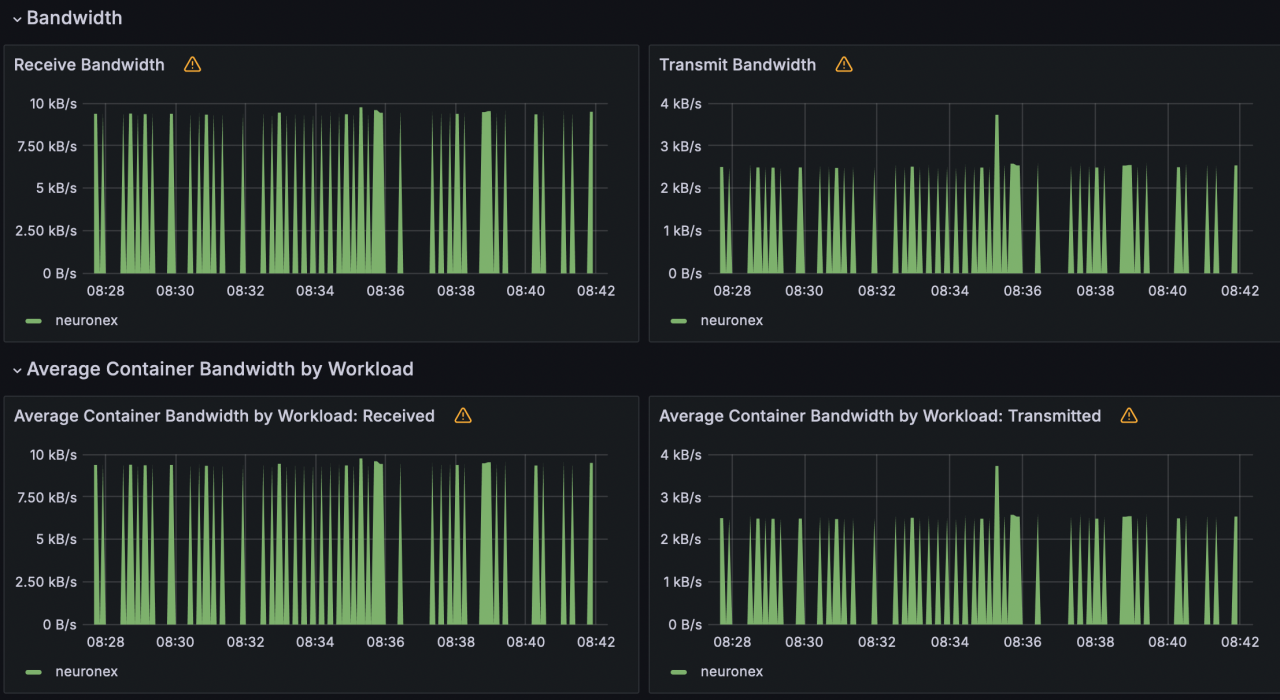 Bandwidth
Receive Bandwidth
10 kB/s
7.50 kB/s
5 kB/s
2.50 kB/s
0 B/s
08:28 08:30 08:32 08:34 08:36 08:38 08:40 08:42
neuronex
Transmit Bandwidth
4 kB/s
3 kB/s
2 kB/s
1 kB/s
0 B/s
08:28 08:30 08:32 08:34 08:36 08:38 08:40 08:42
neuronex
Average Container Bandwidth by Workload
Average Container Bandwidth by Workload: Received
10 kB/s
7.50 kB/s
5 kB/s
2.50 kB/s
0 B/s
08:28 08:30 08:32 08:34 08:36 08:38 08:40 08:42
neuronex
Average Container Bandwidth by Workload: Transmitted
4 kB/s
3 kB/s
2 kB/s
1 kB/s
0 B/s
08:28 08:30 08:32 08:34 08:36 08:38 08:40 08:42
neuronex